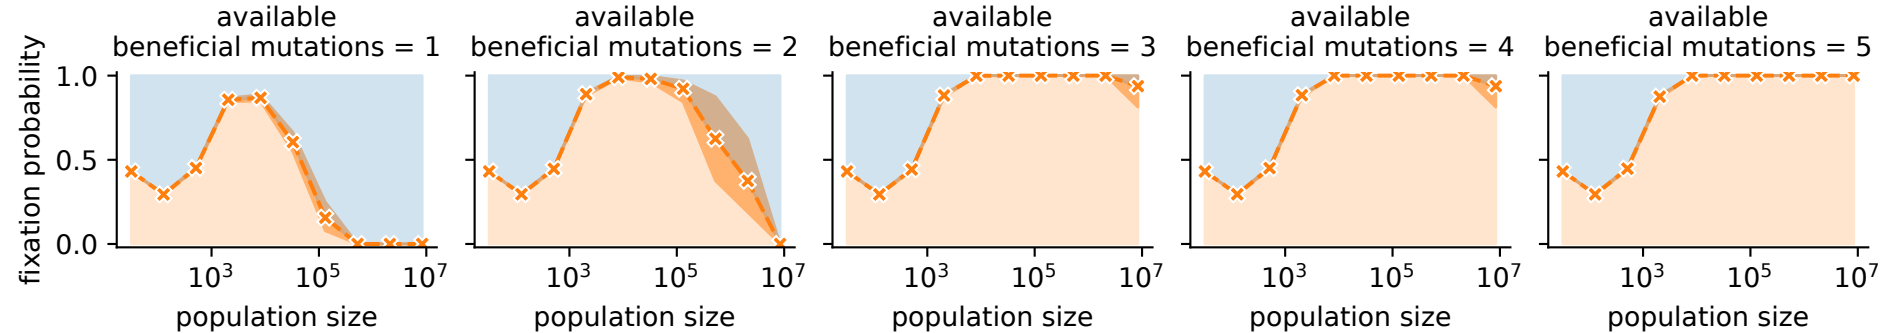 available
beneficial mutations = 1
available
beneficial mutations = 2
available
beneficial mutations = 3
available
beneficial mutations = 4
available
beneficial mutations = 5
fixation probability
1.0
0.5
0.0
10³ 10⁵ 10⁷
10³ 10⁵ 10⁷
10³ 10⁵ 10⁷
10³ 10⁵ 10⁷
10³ 10⁵ 10⁷
population size
population size
population size
population size
population size